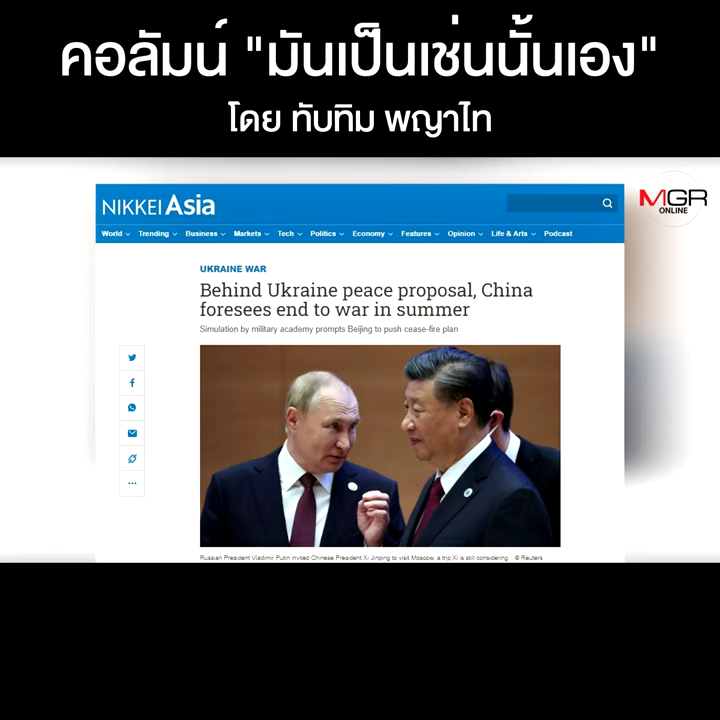 คอลัมน์ "มันเป็นเช่นนั้นเอง"
โดย ทับทิม พญาไท
NIKKEI Asia
MGR
ONLINE
World Trending Business Markets Tech Politics Economy Features Opinion Life & Arts Podcast
UKRAINE WAR
Behind Ukraine peace proposal, China
foresees end to war in summer
Simulation by military academy prompts Beijing to push cease-fire plan
Russian President Vladimir Putin invited Chinese President Xi Jinping to visit Moscow, a trip Xi is still considering. © Reuters